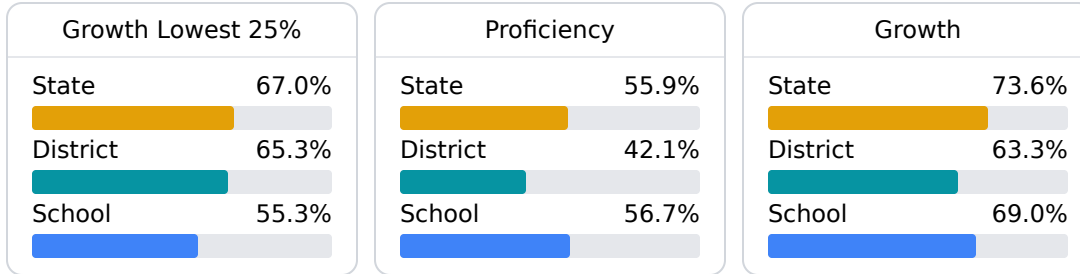 Growth Lowest 25%
State 67.0%
District 65.3%
School 55.3%
Proficiency
State 55.9%
District 42.1%
School 56.7%
Growth
State 73.6%
District 63.3%
School 69.0%